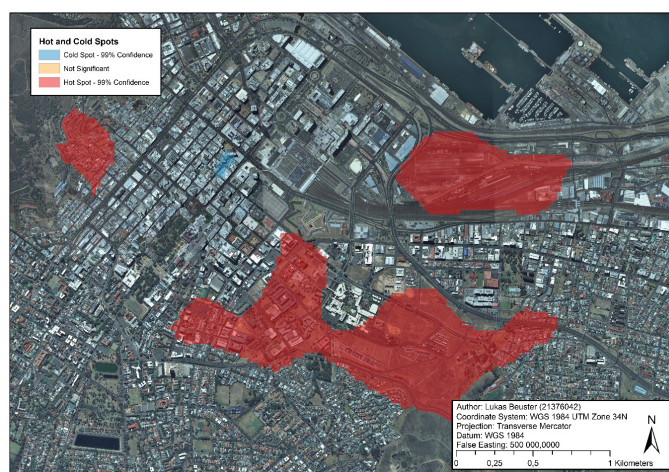 Hot and Cold Spots
Cold Spot - 99% Confidence
Not Significant
Hot Spot - 99% Confidence
Author: Lukas Beuster (21376042)
Coordinate System: WGS 1984 UTM Zone 34N
Projection: Transverse Mercator
Datum: WGS 1984
False Easting: 500 000,0000
N
0 0,25 0,5 1 Kilometers